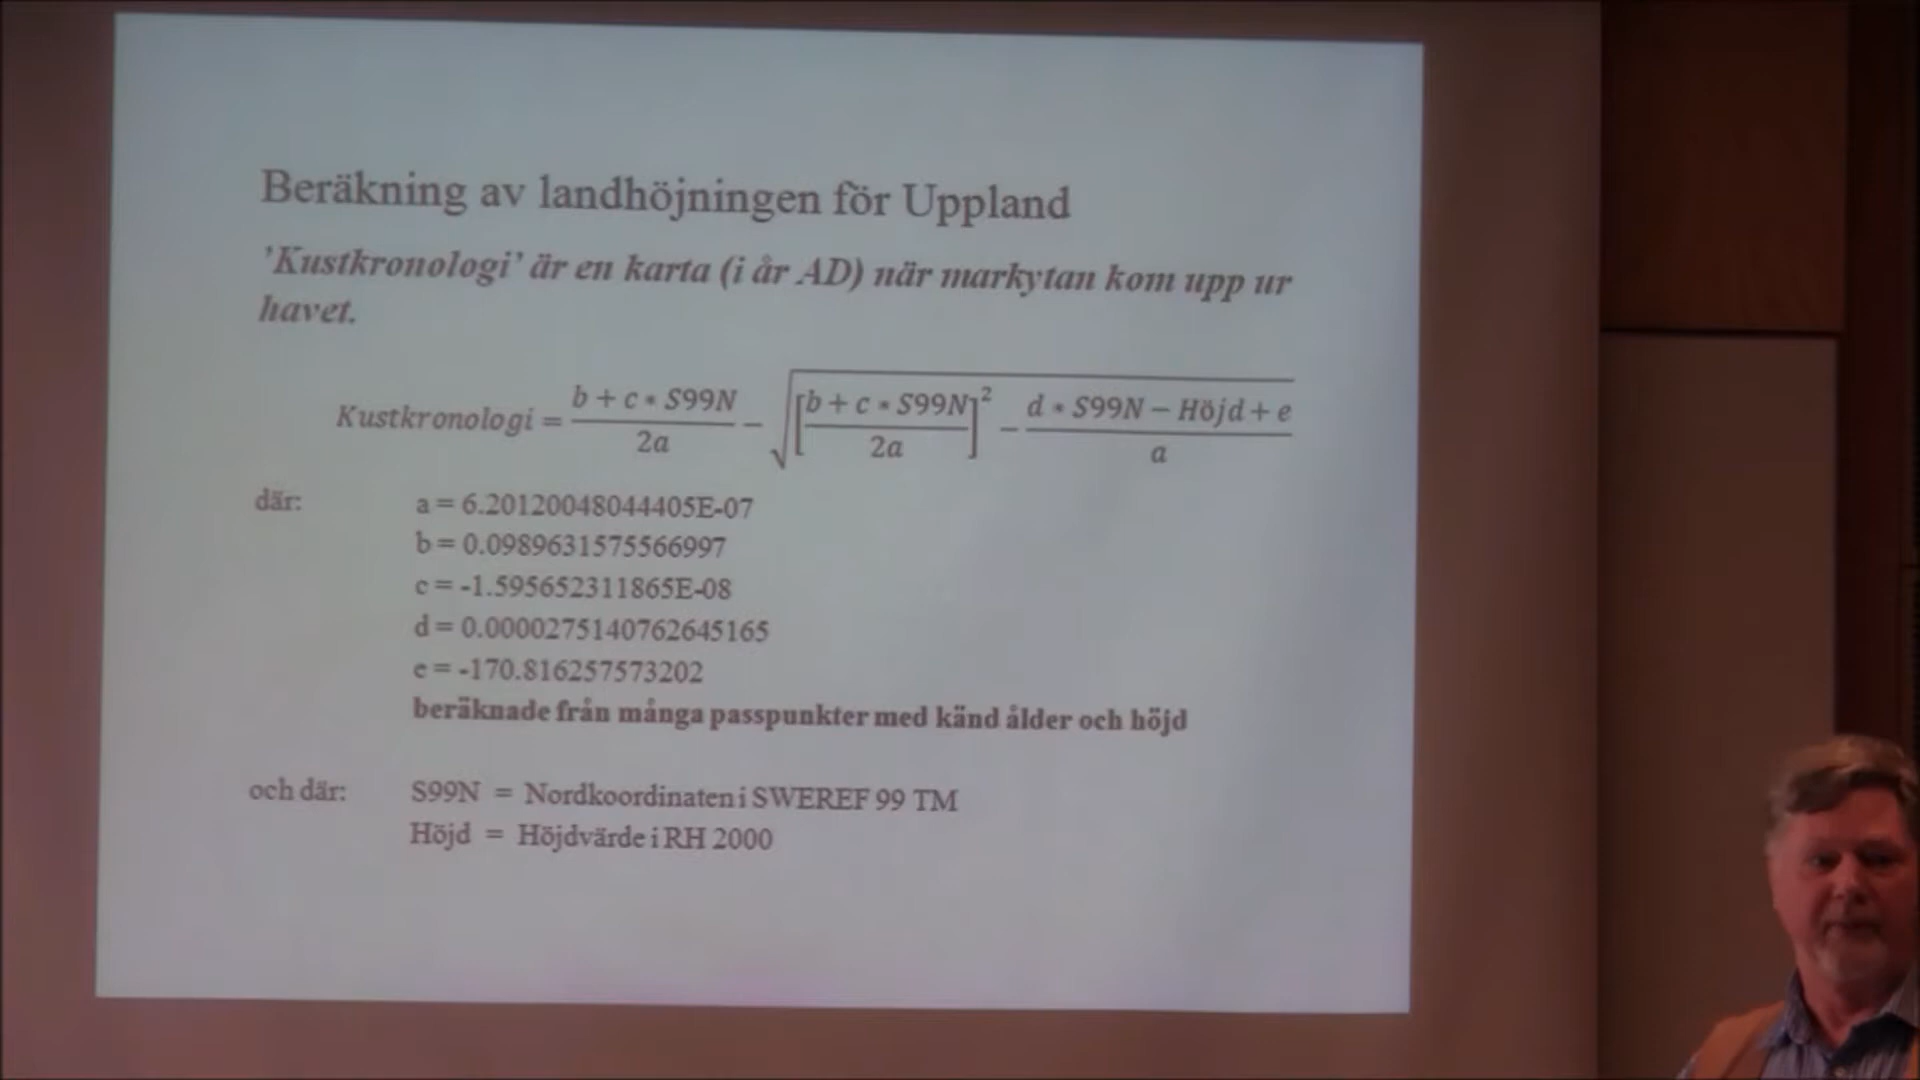 Beräkning av landhöjningen för Uppland
'Kustkronologi' är en karta (i år AD) när markytan kom upp ur
havet.
Kustkronologi = (b + c * S99N)/(2a) − √([(b + c * S99N)/(2a)]² − (d * S99N − Höjd + e)/a)
där: a = 6.20120048044405E-07
b = 0.0989631575566997
c = -1.595652311865E-08
d = 0.0000275140762645165
e = -170.816257573202
beräknade från många passpunkter med känd ålder och höjd
och där: S99N = Nordkoordinaten i SWEREF 99 TM
Höjd = Höjdvärde i RH 2000